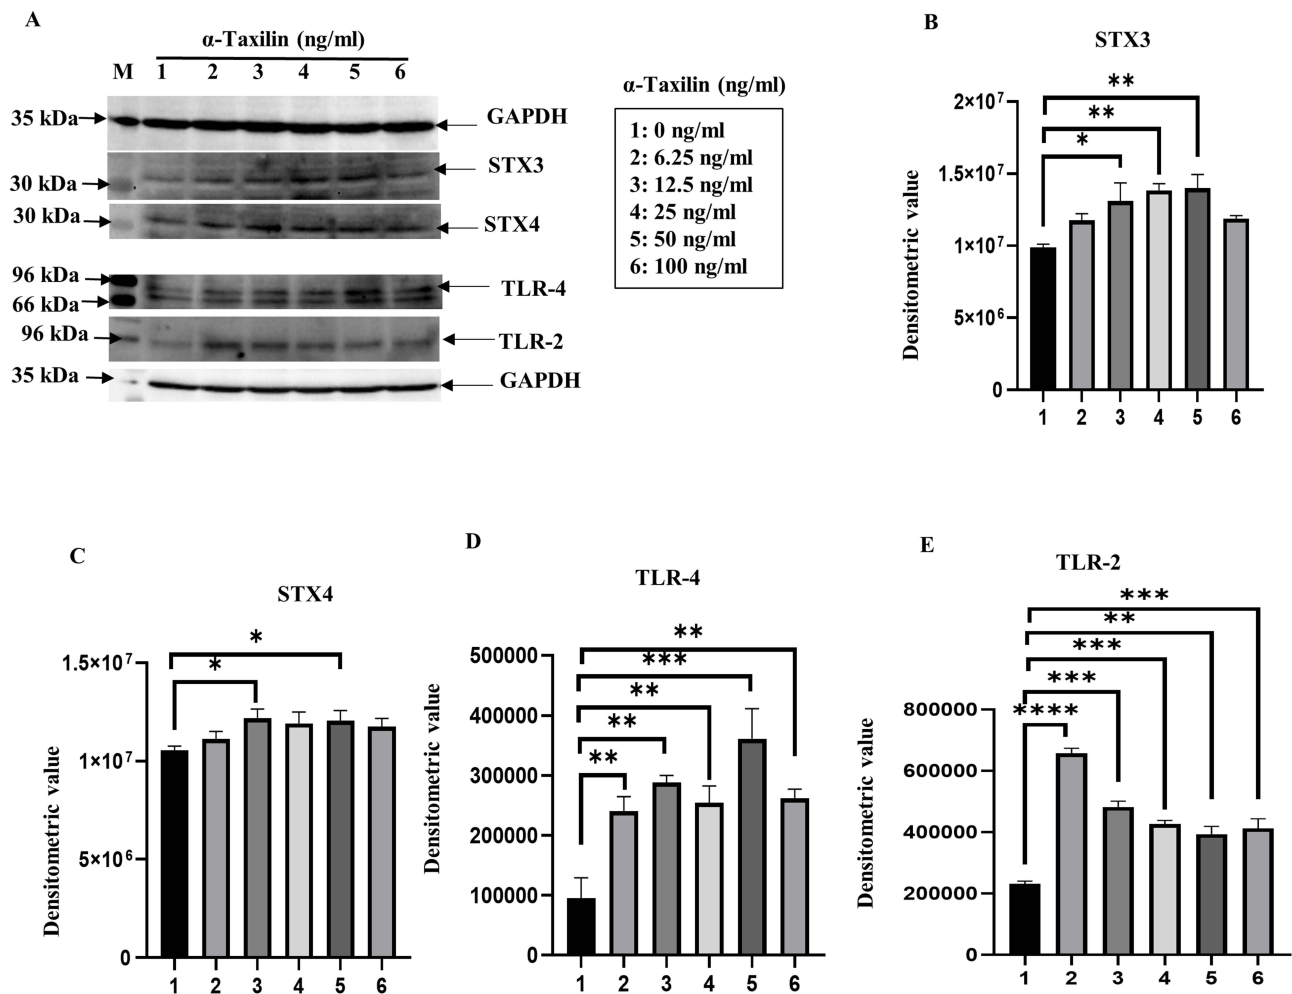 A
α-Taxilin (ng/ml)
M 1 2 3 4 5 6
35 kDa GAPDH
STX3
30 kDa
30 kDa STX4
96 kDa TLR-4
66 kDa
96 kDa TLR-2
35 kDa GAPDH
α-Taxilin (ng/ml)
1: 0 ng/ml
2: 6.25 ng/ml
3: 12.5 ng/ml
4: 25 ng/ml
5: 50 ng/ml
6: 100 ng/ml
B
STX3
Densitometric value
**
**
*
2×10⁷
1.5×10⁷
1×10⁷
5×10⁶
0
1 2 3 4 5 6
C
STX4
Densitometric value
*
*
1.5×10⁷
1×10⁷
5×10⁶
0
1 2 3 4 5 6
D
TLR-4
Densitometric value
**
***
**
**
**
500000
400000
300000
200000
100000
0
1 2 3 4 5 6
E
TLR-2
Densitometric value
***
**
***
***
****
800000
600000
400000
200000
0
1 2 3 4 5 6